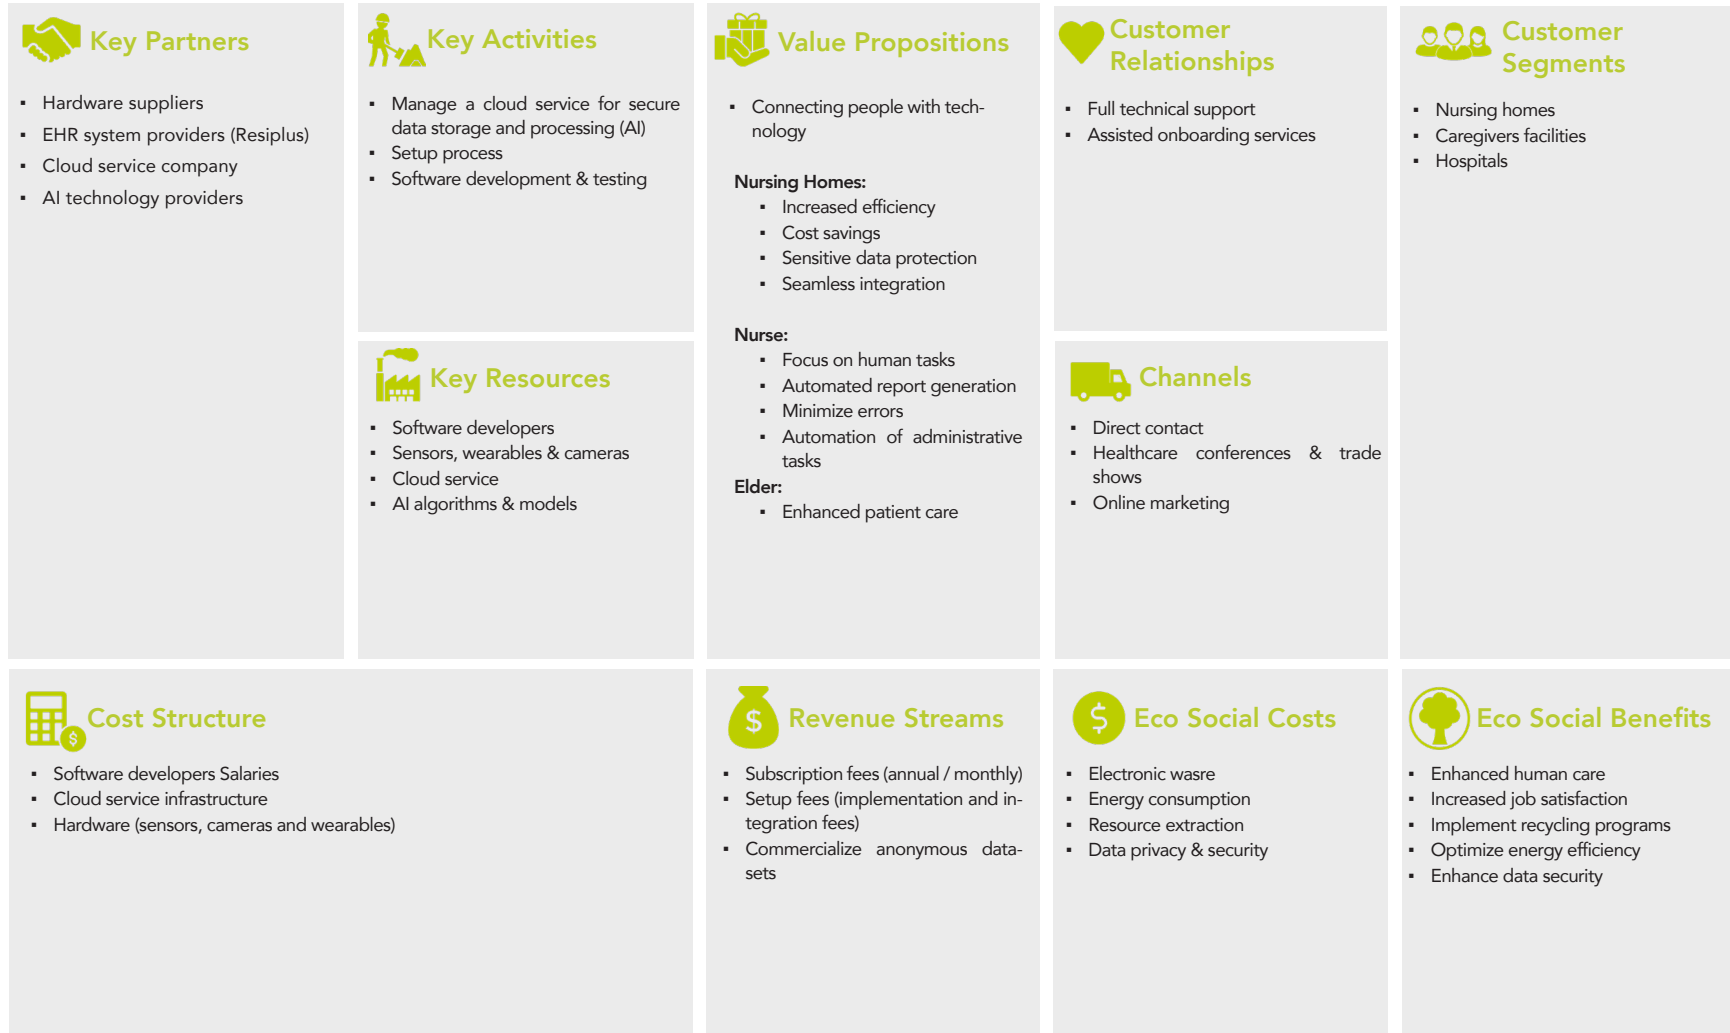 Key Partners
▪ Hardware suppliers
▪ EHR system providers (Resiplus)
▪ Cloud service company
▪ AI technology providers
Key Activities
▪ Manage a cloud service for secure
data storage and processing (AI)
▪ Setup process
▪ Software development & testing
Key Resources
▪ Software developers
▪ Sensors, wearables & cameras
▪ Cloud service
▪ AI algorithms & models
Value Propositions
▪ Connecting people with tech-
nology
Nursing Homes:
▪ Increased efficiency
▪ Cost savings
▪ Sensitive data protection
▪ Seamless integration
Nurse:
▪ Focus on human tasks
▪ Automated report generation
▪ Minimize errors
▪ Automation of administrative
tasks
Elder:
▪ Enhanced patient care
Customer
Relationships
▪ Full technical support
▪ Assisted onboarding services
Channels
▪ Direct contact
▪ Healthcare conferences & trade
shows
▪ Online marketing
Customer
Segments
▪ Nursing homes
▪ Caregivers facilities
▪ Hospitals
$
Cost Structure
▪ Software developers Salaries
▪ Cloud service infrastructure
▪ Hardware (sensors, cameras and wearables)
$
Revenue Streams
▪ Subscription fees (annual / monthly)
▪ Setup fees (implementation and in-
tegration fees)
▪ Commercialize anonymous data-
sets
$
Eco Social Costs
▪ Electronic wasre
▪ Energy consumption
▪ Resource extraction
▪ Data privacy & security
Eco Social Benefits
▪ Enhanced human care
▪ Increased job satisfaction
▪ Implement recycling programs
▪ Optimize energy efficiency
▪ Enhance data security